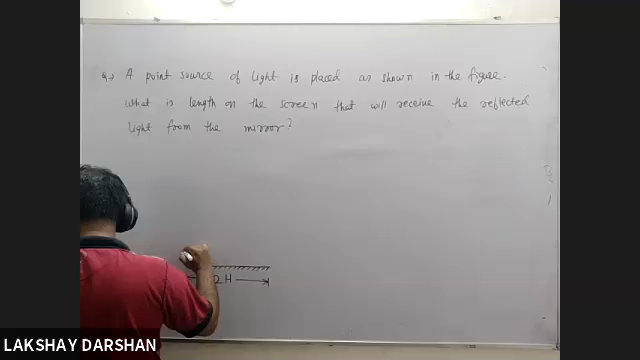 Q→ A point source of light is placed as shown in the figure.
What is length on the screen that will receive the reflected
light from the mirror?
2H
LAKSHAY DARSHAN